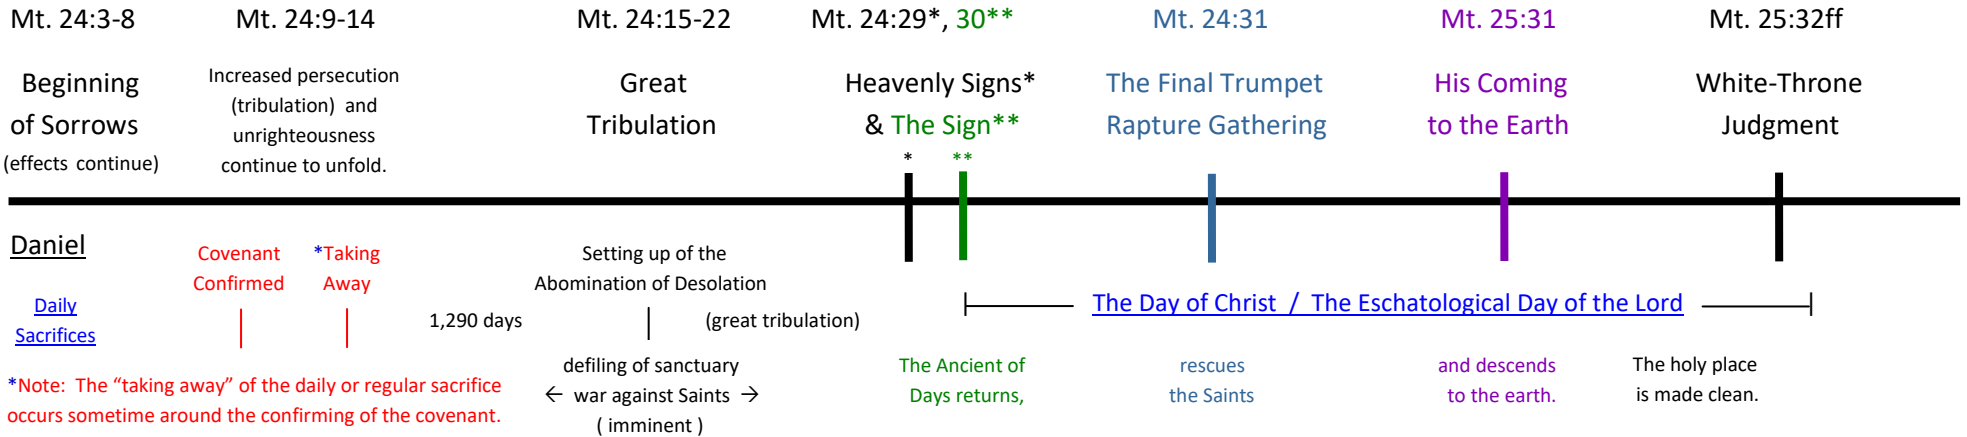 Mt. 24:3-8 Mt. 24:9-14 Mt. 24:15-22 Mt. 24:29*, 30** Mt. 24:31 Mt. 25:31 Mt. 25:32ff
Beginning
of Sorrows
(effects continue)
Increased persecution
(tribulation) and
unrighteousness
continue to unfold.
Great
Tribulation
Heavenly Signs*
& The Sign**
* **
The Final Trumpet
Rapture Gathering
His Coming
to the Earth
White-Throne
Judgment
Daniel
Daily
Sacrifices
Covenant
Confirmed
*Taking
Away
1,290 days
Setting up of the
Abomination of Desolation
(great tribulation)
The Day of Christ / The Eschatological Day of the Lord
*Note: The “taking away” of the daily or regular sacrifice
occurs sometime around the confirming of the covenant.
defiling of sanctuary
← war against Saints →
( imminent )
The Ancient of
Days returns,
rescues
the Saints
and descends
to the earth.
The holy place
is made clean.